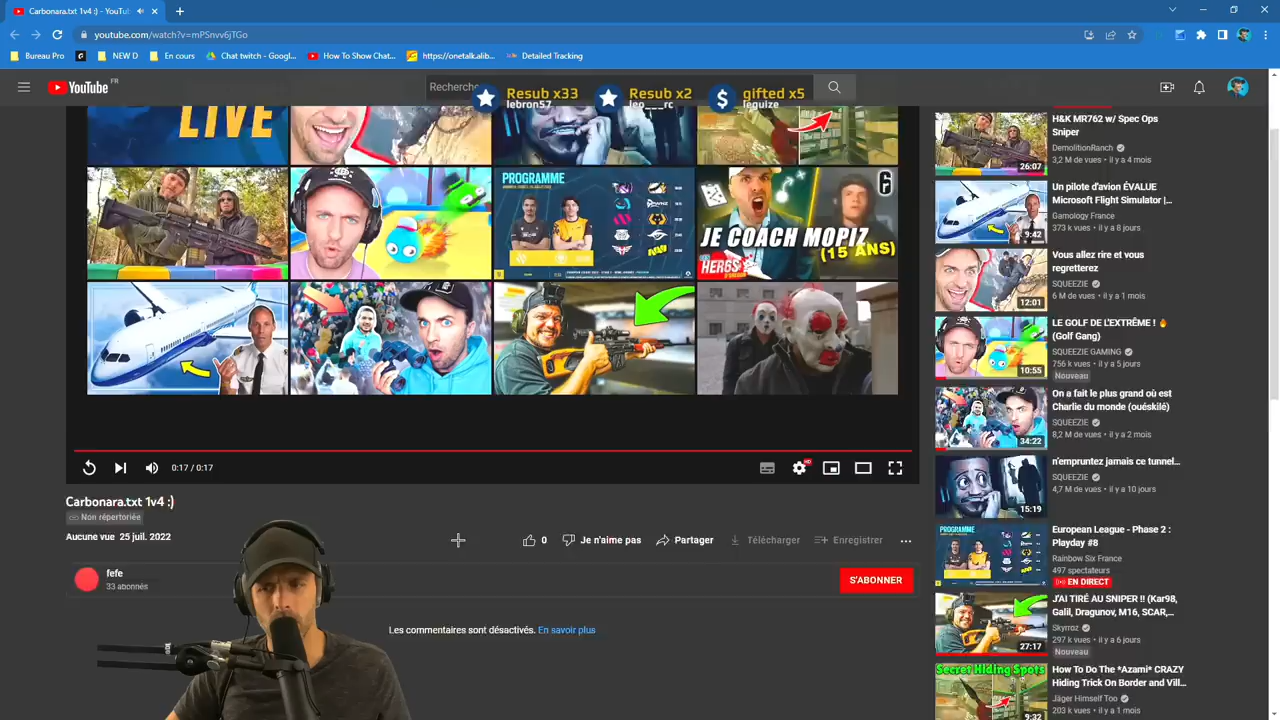 Carbonara.txt 1v4 :) - YouTu
youtube.com/watch?v=mPSnvv6jTGo
Bureau Pro
NEW D
En cours
Chat twitch - Googl...
How To Show Chat...
https://onetalk.alib...
Detailed Tracking
YouTube FR
Recherche
Resub x33
lebron57
Resub x2
leo___rc
gifted x5
leguize
LIVE
PROGRAMME
JE COACH MOPIZ
(15 ANS)
0:17 / 0:17
HD
Carbonara.txt 1v4 :)
Non répertoriée
Aucune vue 25 juil. 2022
0
Je n'aime pas
Partager
Télécharger
Enregistrer
fefe
33 abonnés
S'ABONNER
Les commentaires sont désactivés. En savoir plus
H&K MR762 w/ Spec Ops
Sniper
DemolitionRanch
3,2 M de vues • il y a 4 mois
26:07
Un pilote d'avion ÉVALUE
Microsoft Flight Simulator |...
Gamology France
373 k vues • il y a 8 jours
9:42
Vous allez rire et vous
regretterez
SQUEEZIE
6 M de vues • il y a 1 mois
12:01
LE GOLF DE L'EXTRÊME !
(Golf Gang)
SQUEEZIE GAMING
756 k vues • il y a 5 jours
10:55
Nouveau
On a fait le plus grand où est
Charlie du monde (ouéskilé)
SQUEEZIE
8,2 M de vues • il y a 2 mois
34:22
n'empruntez jamais ce tunnel...
SQUEEZIE
4,7 M de vues • il y a 10 jours
15:19
European League - Phase 2 :
Playday #8
Rainbow Six France
497 spectateurs
EN DIRECT
PROGRAMME
J'AI TIRÉ AU SNIPER !! (Kar98,
Galil, Dragunov, M16, SCAR,...
Skyrroz
297 k vues • il y a 6 jours
27:17
Nouveau
Secret Hiding Spots
How To Do The *Azami* CRAZY
Hiding Trick On Border and Vill...
Jäger Himself Too
203 k vues • il y a 1 mois
9:32